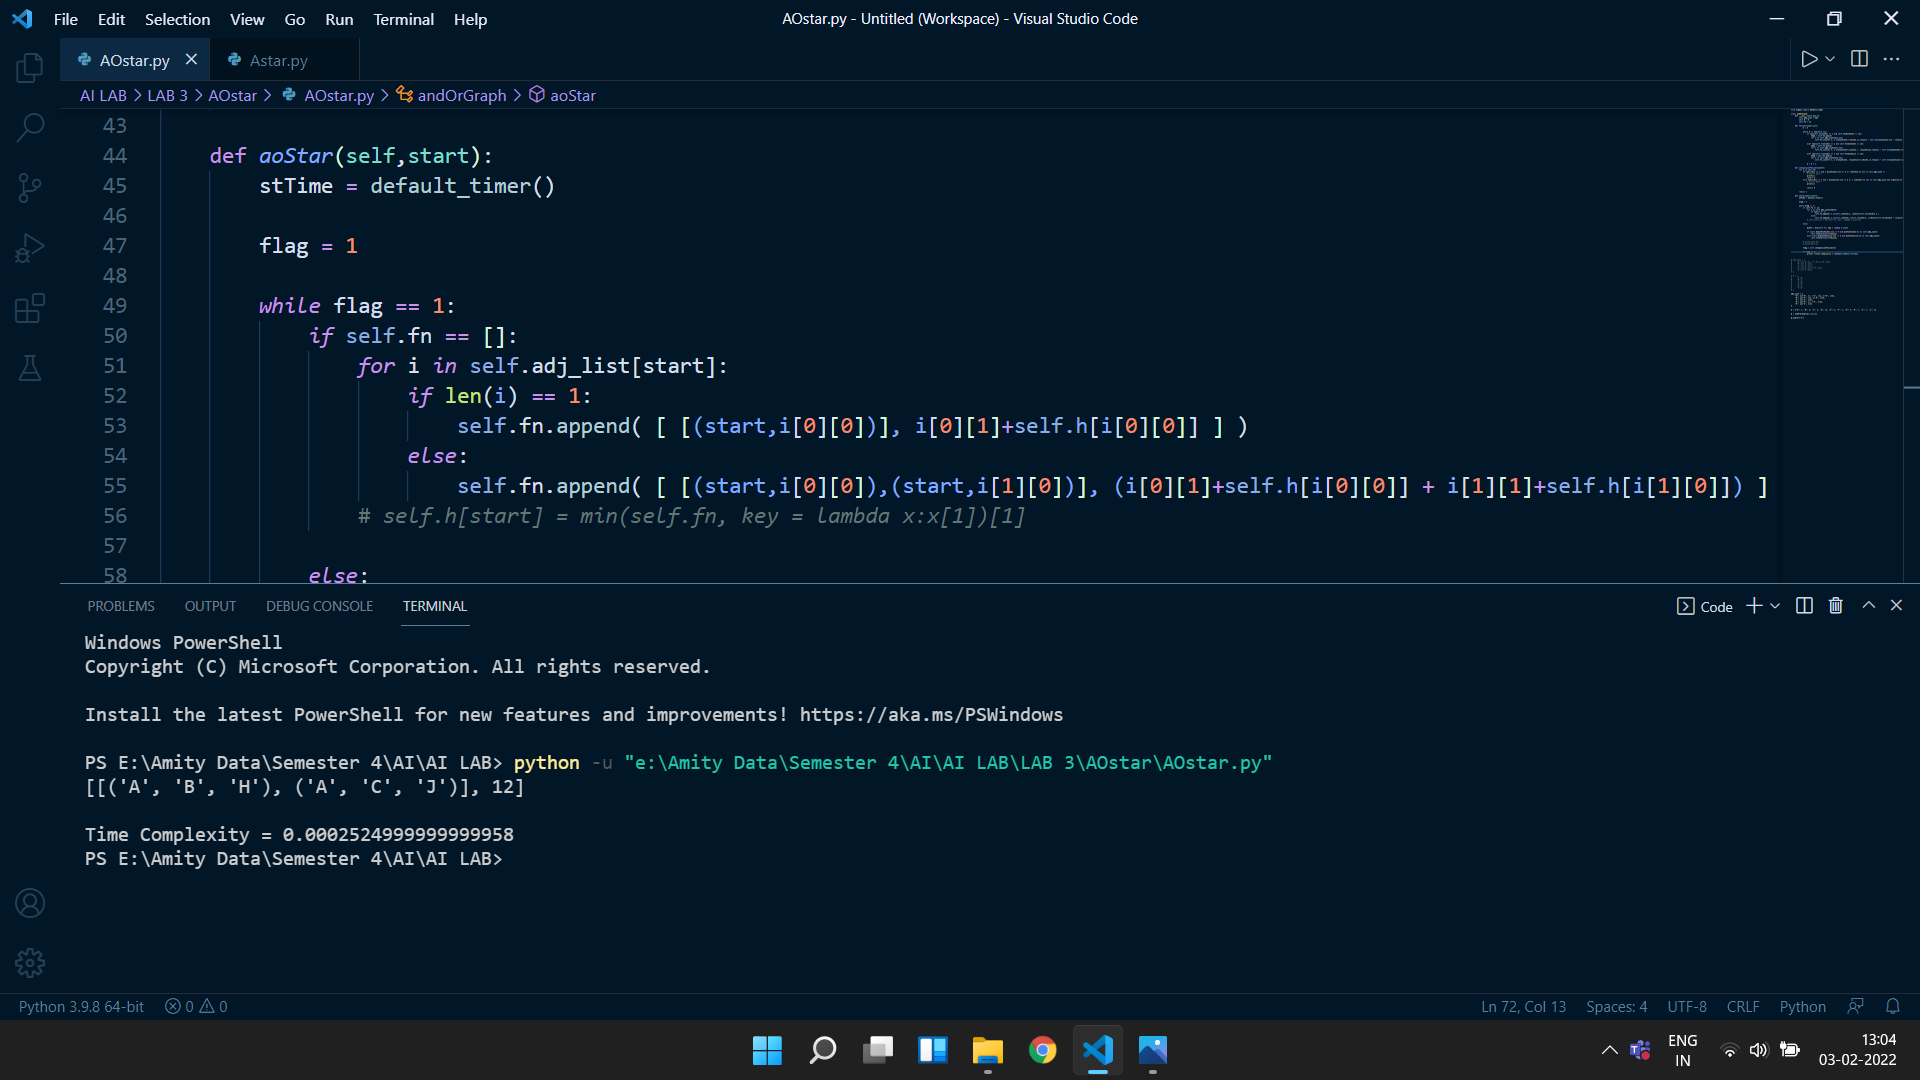 File Edit Selection View Go Run Terminal Help
AOstar.py - Untitled (Workspace) - Visual Studio Code
AOstar.py Astar.py
AI LAB > LAB 3 > AOstar > AOstar.py > andOrGraph > aoStar
43
44 def aoStar(self,start):
45 stTime = default_timer()
46
47 flag = 1
48
49 while flag == 1:
50 if self.fn == []:
51 for i in self.adj_list[start]:
52 if len(i) == 1:
53 self.fn.append( [ [(start,i[0][0])], i[0][1]+self.h[i[0][0]] ] )
54 else:
55 self.fn.append( [ [(start,i[0][0]),(start,i[1][0])], (i[0][1]+self.h[i[0][0]] + i[1][1]+self.h[i[1][0]]) ]
56 # self.h[start] = min(self.fn, key = lambda x:x[1])[1]
57
58 else:
PROBLEMS OUTPUT DEBUG CONSOLE TERMINAL
Code
Windows PowerShell
Copyright (C) Microsoft Corporation. All rights reserved.
Install the latest PowerShell for new features and improvements! https://aka.ms/PSWindows
PS E:\Amity Data\Semester 4\AI\AI LAB> python -u "e:\Amity Data\Semester 4\AI\AI LAB\LAB 3\AOstar\AOstar.py"
[[('A', 'B', 'H'), ('A', 'C', 'J')], 12]
Time Complexity = 0.0002524999999999958
PS E:\Amity Data\Semester 4\AI\AI LAB>
Python 3.9.8 64-bit 0 0
Ln 72, Col 13 Spaces: 4 UTF-8 CRLF Python
ENG
IN
13:04
03-02-2022